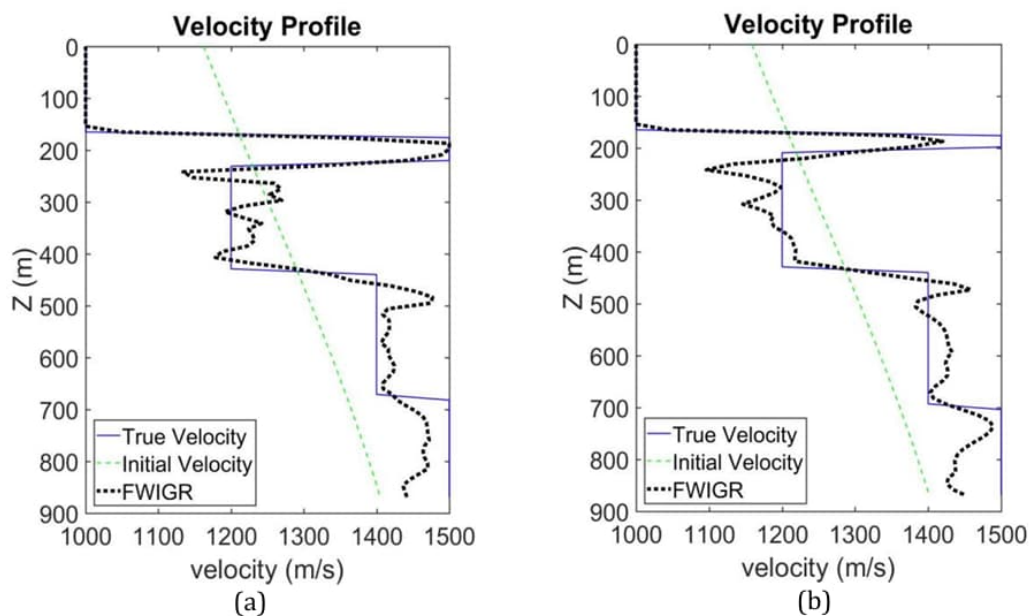 Velocity Profile
0
100
200
300
400
500
600
700
800
900
Z (m)
True Velocity
Initial Velocity
FWIGR
1000 1100 1200 1300 1400 1500
velocity (m/s)
(a)
Velocity Profile
0
100
200
300
400
500
600
700
800
900
Z (m)
True Velocity
Initial Velocity
FWIGR
1000 1100 1200 1300 1400 1500
velocity (m/s)
(b)